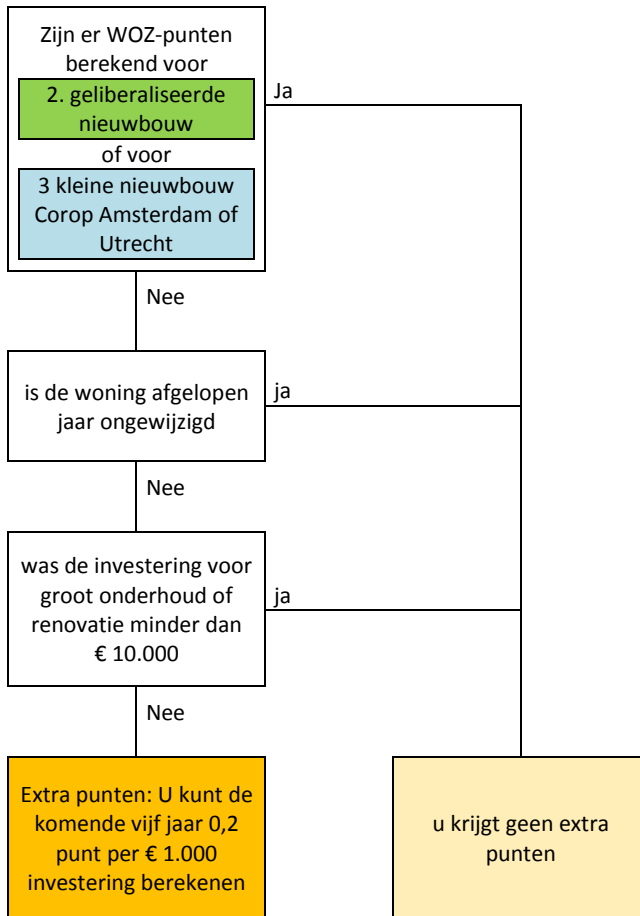 Zijn er WOZ-punten
berekend voor
2. geliberaliseerde
nieuwbouw
of voor
3 kleine nieuwbouw
Corop Amsterdam of
Utrecht
Ja
Nee
is de woning afgelopen
jaar ongewijzigd
ja
Nee
was de investering voor
groot onderhoud of
renovatie minder dan
€ 10.000
ja
Nee
Extra punten: U kunt de
komende vijf jaar 0,2
punt per € 1.000
investering berekenen
u krijgt geen extra
punten